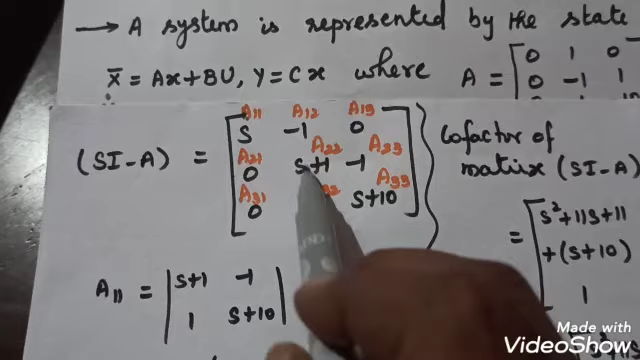 → A system is represented by the state
Ẋ = Ax+BU, Y=Cx where A = [0 1 0
0 -1 1
A11 A12 A13
S -1 0
A21 A22 A23
(SI-A) = 0 S+1 -1
A31 A33
0 S+10
Cofactor of
matrix (SI-A)
= [S²+11S+11
+(S+10)
1
A11 = | S+1 -1
1 S+10 |
Made with
VideoShow